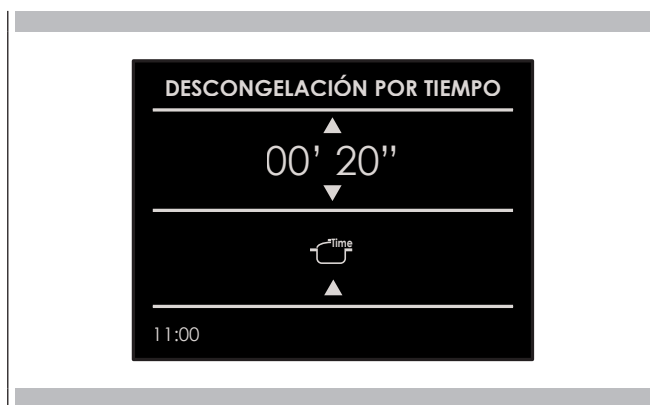 DESCONGELACIÓN POR TIEMPO
00’ 20”
Time
11:00